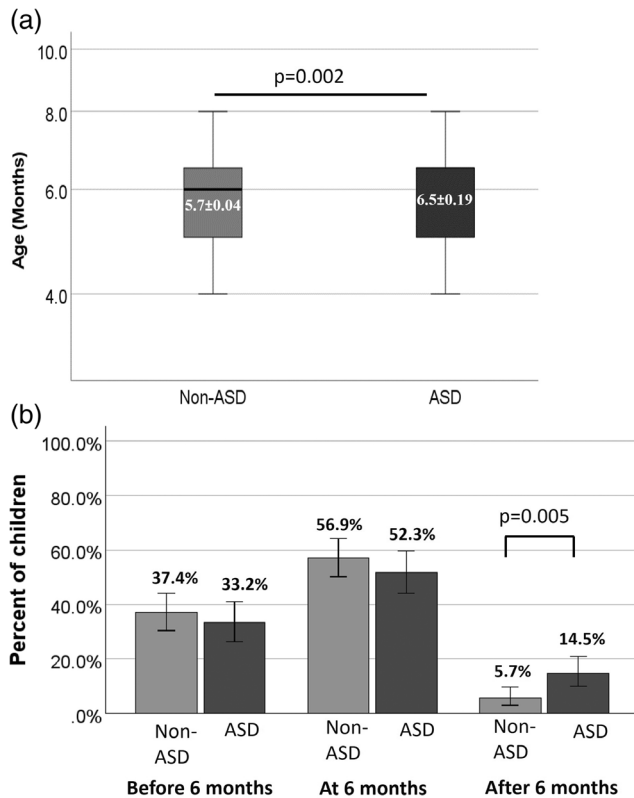 (a)
10.0
p=0.002
8.0
6.0
5.7±0.04
6.5±0.19
4.0
Age (Months)
Non-ASD
ASD
(b)
100.0%
80.0%
60.0%
40.0%
20.0%
.0%
Percent of children
37.4%
33.2%
56.9%
52.3%
p=0.005
5.7%
14.5%
Non-
ASD
ASD
Non-
ASD
ASD
Non-
ASD
ASD
Before 6 months
At 6 months
After 6 months